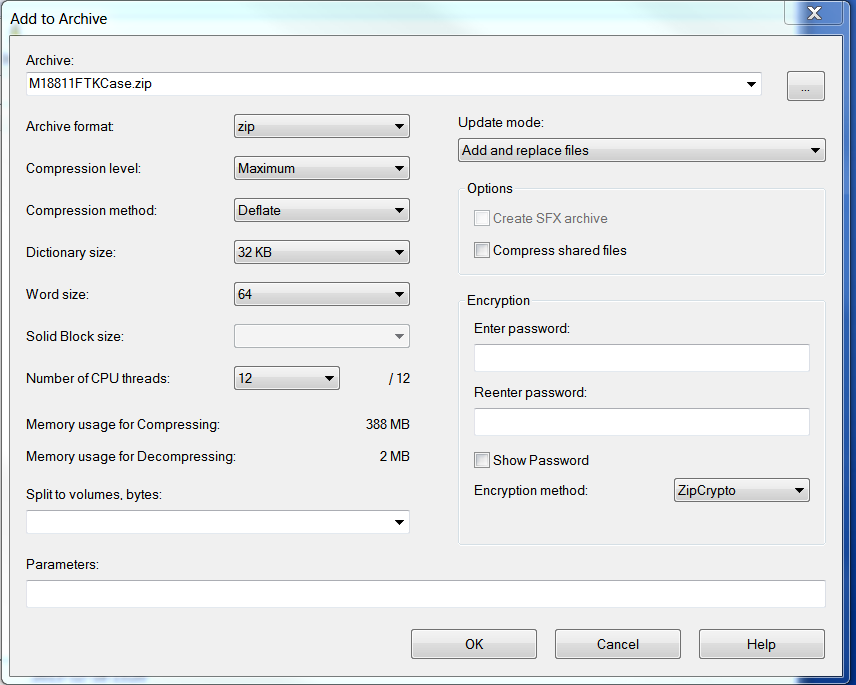 Add to Archive
Archive:
M18811FTKCase.zip
...
Archive format:
zip
Compression level:
Maximum
Compression method:
Deflate
Dictionary size:
32 KB
Word size:
64
Solid Block size:
Number of CPU threads:
12
/ 12
Memory usage for Compressing:
388 MB
Memory usage for Decompressing:
2 MB
Split to volumes, bytes:
Update mode:
Add and replace files
Options
Create SFX archive
Compress shared files
Encryption
Enter password:
Reenter password:
Show Password
Encryption method:
ZipCrypto
Parameters:
OK
Cancel
Help